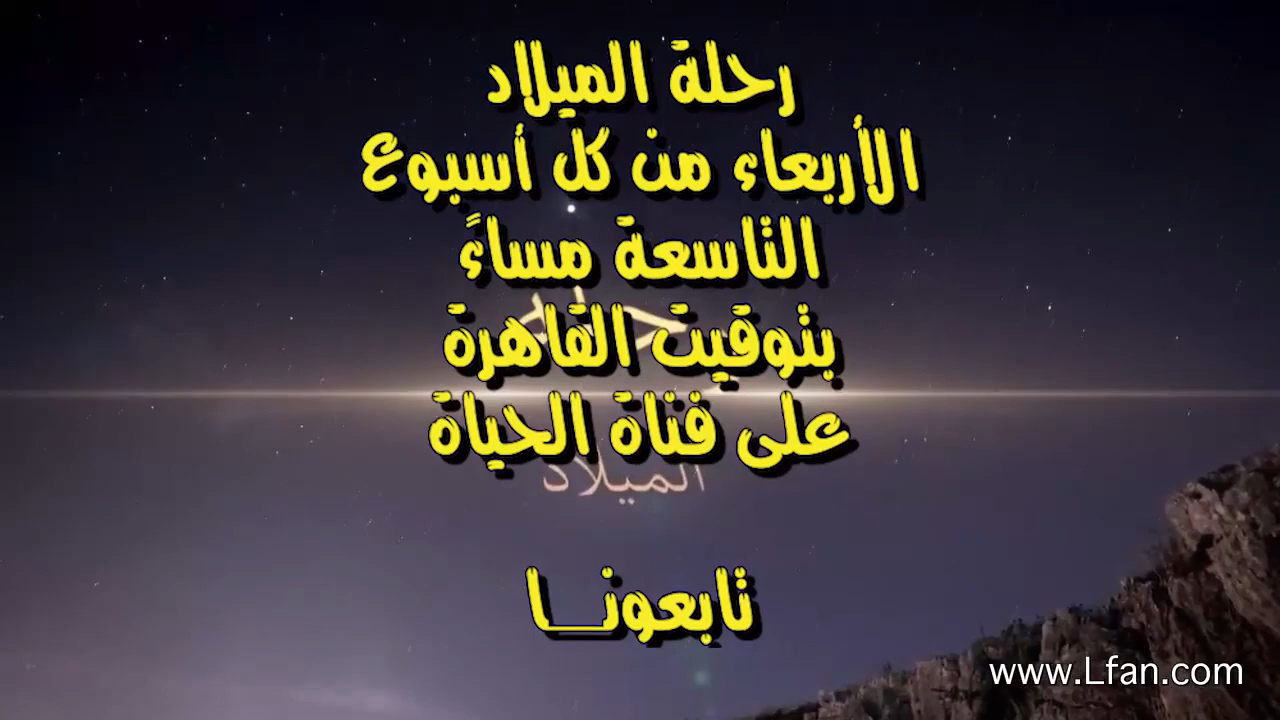 رحلة الميلاد
الأربعاء من كل أسبوع
التاسعة مساءً
بتوقيت القاهرة
على قناة الحياة
الميلاد
تابعونـــا
www.Lfan.com